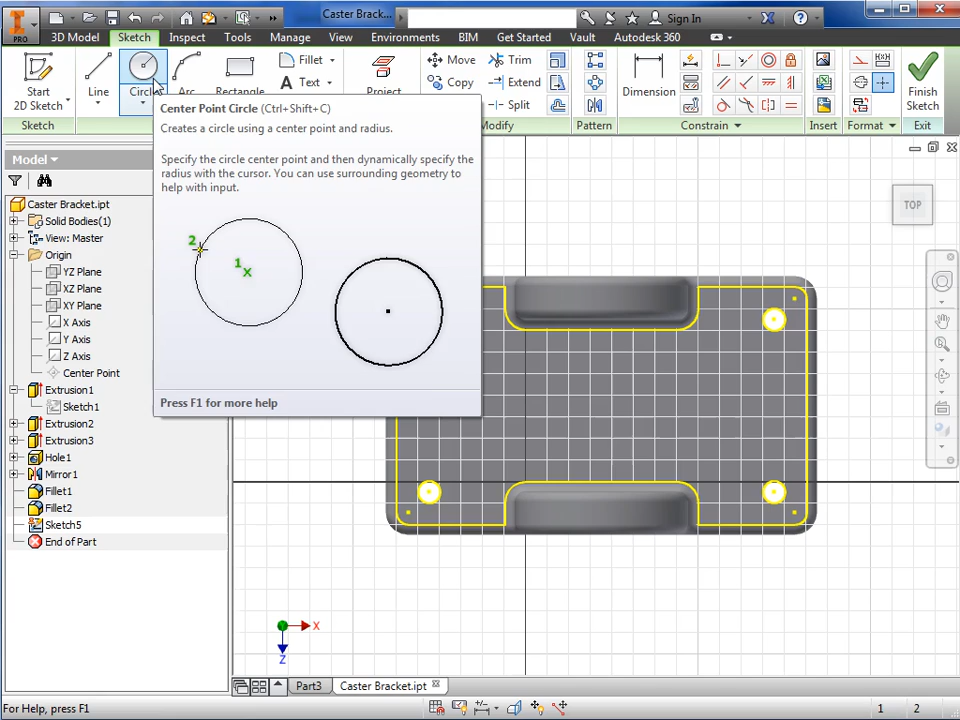 Caster Bracket...
Sign In
PRO
3D Model Sketch Inspect Tools Manage View Environments BIM Get Started Vault Autodesk 360
Start
2D Sketch
Line
Circle
Arc
Rectangle
Fillet
Text
Project
Move
Copy
Trim
Extend
Split
Dimension
Finish
Sketch
Sketch
Modify
Pattern
Constrain
Insert
Format
Exit
Center Point Circle (Ctrl+Shift+C)
Creates a circle using a center point and radius.
Specify the circle center point and then dynamically specify the
radius with the cursor. You can use surrounding geometry to
help with input.
2
1
Press F1 for more help
Model
Caster Bracket.ipt
Solid Bodies(1)
View: Master
Origin
YZ Plane
XZ Plane
XY Plane
X Axis
Y Axis
Z Axis
Center Point
Extrusion1
Sketch1
Extrusion2
Extrusion3
Hole1
Mirror1
Fillet1
Fillet2
Sketch5
End of Part
TOP
X
Z
Part3
Caster Bracket.ipt
For Help, press F1
1 2